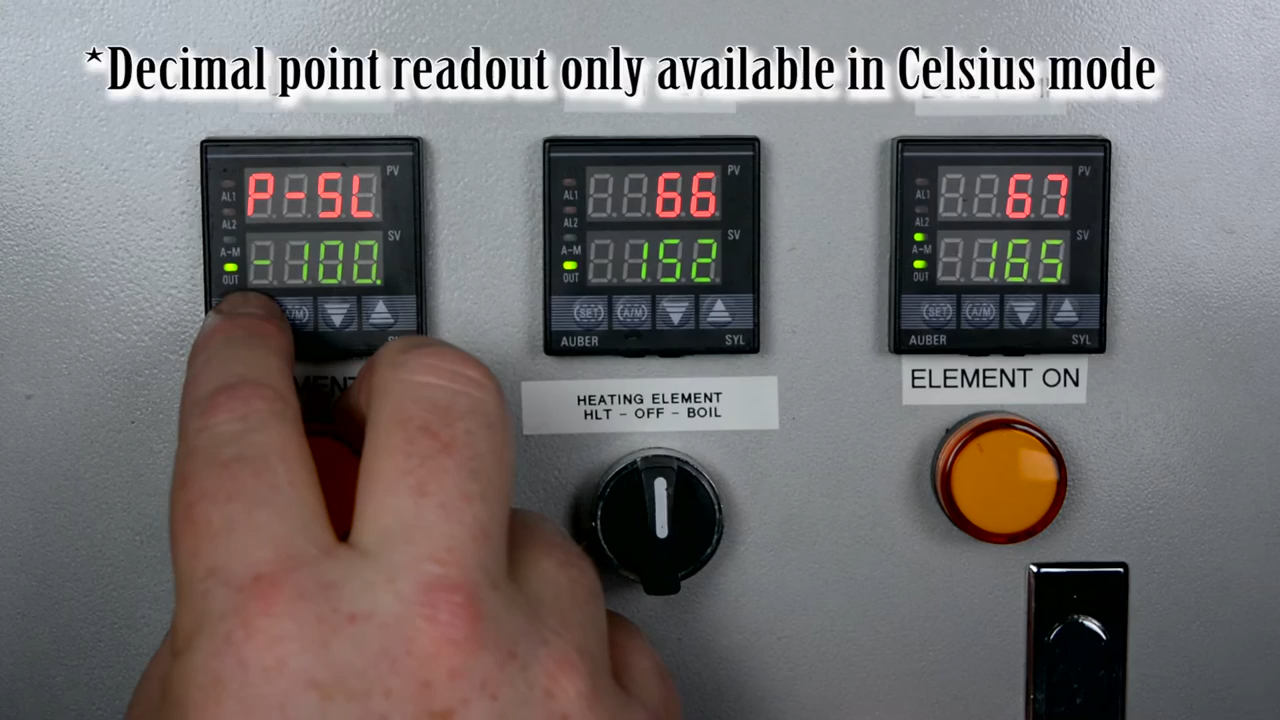 *Decimal point readout only available in Celsius mode
PV
AL1
P-SL
AL2
SV
A-M
-100.
OUT
PV
AL1
66
AL2
SV
A-M
152
OUT
SET
A/M
AUBER
SYL
PV
AL1
67
AL2
SV
A-M
165
OUT
SET
A/M
AUBER
SYL
HEATING ELEMENT
HLT - OFF - BOIL
ELEMENT ON